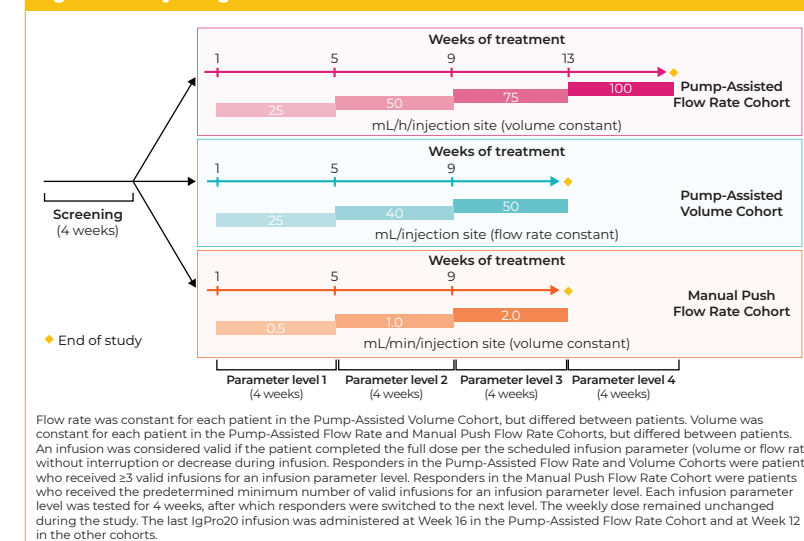 Weeks of treatment
1 5 9 13
25 50 75 100
mL/h/injection site (volume constant)
Pump-Assisted
Flow Rate Cohort
Weeks of treatment
1 5 9
25 40 50
mL/injection site (flow rate constant)
Pump-Assisted
Volume Cohort
Screening
(4 weeks)
Weeks of treatment
1 5 9
0.5 1.0 2.0
mL/min/injection site (volume constant)
Manual Push
Flow Rate Cohort
End of study
Parameter level 1 Parameter level 2 Parameter level 3 Parameter level 4
(4 weeks) (4 weeks) (4 weeks) (4 weeks)
Flow rate was constant for each patient in the Pump-Assisted Volume Cohort, but differed between patients. Volume was
constant for each patient in the Pump-Assisted Flow Rate and Manual Push Flow Rate Cohorts, but differed between patients.
An infusion was considered valid if the patient completed the full dose per the scheduled infusion parameter (volume or flow rat
without interruption or decrease during infusion. Responders in the Pump-Assisted Flow Rate and Volume Cohorts were patient
who received ≥3 valid infusions for an infusion parameter level. Responders in the Manual Push Flow Rate Cohort were patients
who received the predetermined minimum number of valid infusions for an infusion parameter level. Each infusion parameter
level was tested for 4 weeks, after which responders were switched to the next level. The weekly dose remained unchanged
during the study. The last IgPro20 infusion was administered at Week 16 in the Pump-Assisted Flow Rate Cohort and at Week 12
in the other cohorts.